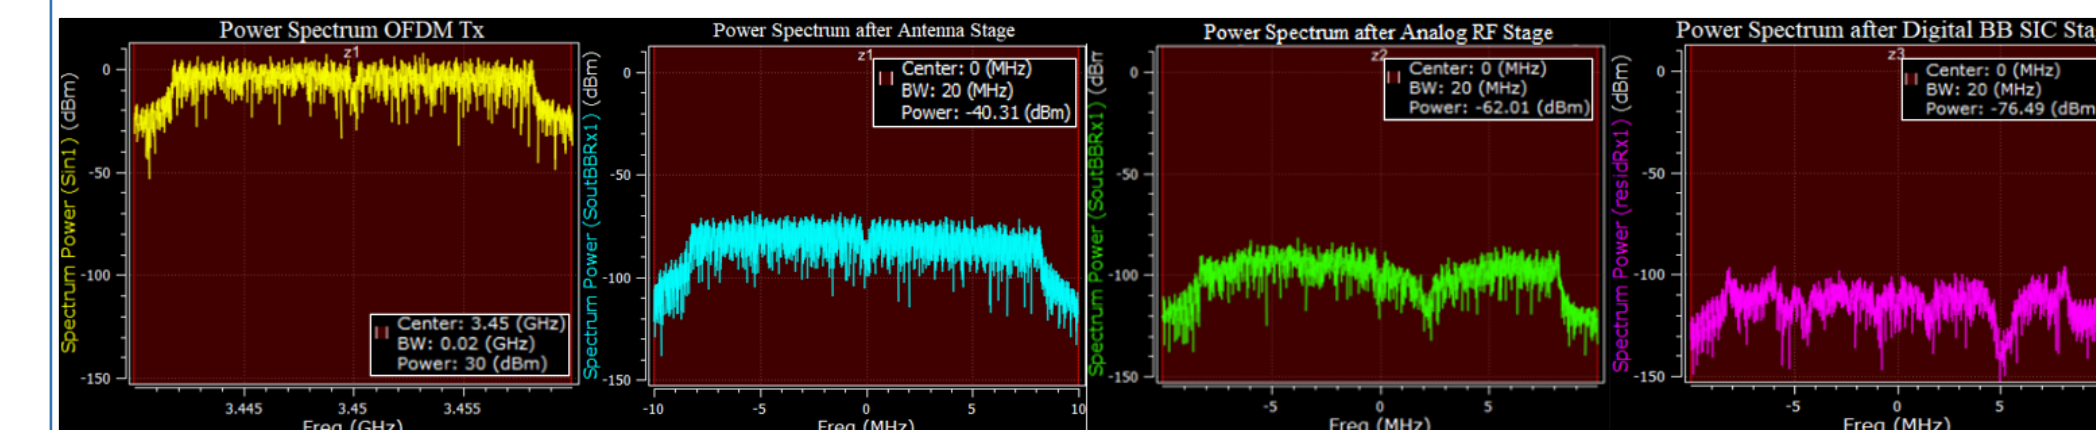 Power Spectrum OFDM Tx
z1
Center: 3.45 (GHz)
BW: 0.02 (GHz)
Power: 30 (dBm)
Spectrum Power (Sin1) (dBm)
0
-50
-100
-150
3.445
3.45
3.455
Freq (GHz)
Power Spectrum after Antenna Stage
z1
Center: 0 (MHz)
BW: 20 (MHz)
Power: -40.31 (dBm)
Spectrum Power (SoutBBRx1) (dBm)
0
-50
-100
-150
-10
-5
0
5
10
Freq (MHz)
Power Spectrum after Analog RF Stage
z2
Center: 0 (MHz)
BW: 20 (MHz)
Power: -62.01 (dBm)
Spectrum Power (SoutBBRx1) (dBm
0
-50
-100
-150
-5
0
5
Freq (MHz)
Power Spectrum after Digital BB SIC Sta
z3
Center: 0 (MHz)
BW: 20 (MHz)
Power: -76.49 (dBm
Spectrum Power (residRx1) (dBm)
0
-50
-100
-150
-5
0
5
Freq (MHz)